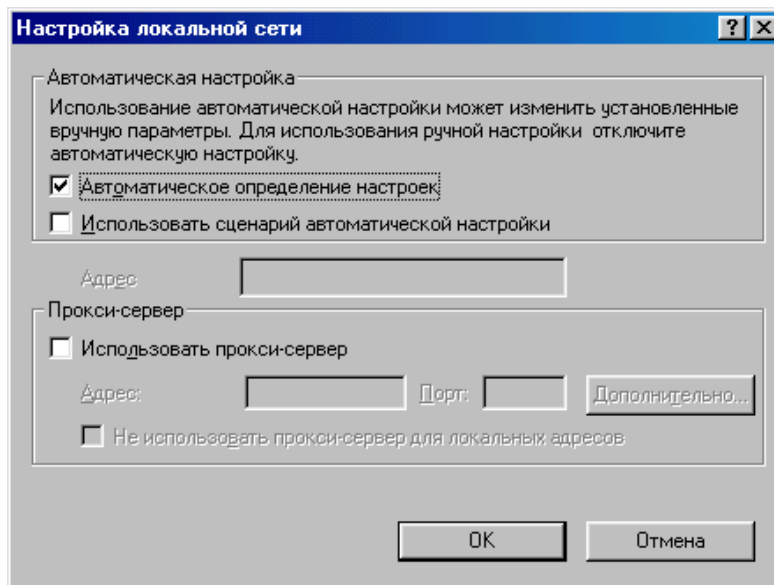 Настройка локальной сети
Автоматическая настройка
Использование автоматической настройки может изменить установленные
вручную параметры. Для использования ручной настройки отключите
автоматическую настройку.
Автоматическое определение настроек
Использовать сценарий автоматической настройки
Адрес
Прокси-сервер
Использовать прокси-сервер
Адрес: Порт: Дополнительно...
Не использовать прокси-сервер для локальных адресов
OK Отмена